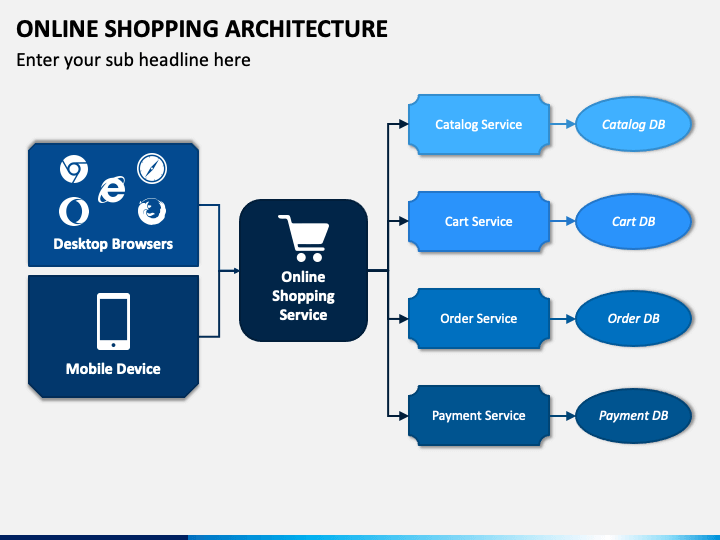 ONLINE SHOPPING ARCHITECTURE
Enter your sub headline here
Desktop Browsers
Mobile Device
Online
Shopping
Service
Catalog Service
Catalog DB
Cart Service
Cart DB
Order Service
Order DB
Payment Service
Payment DB